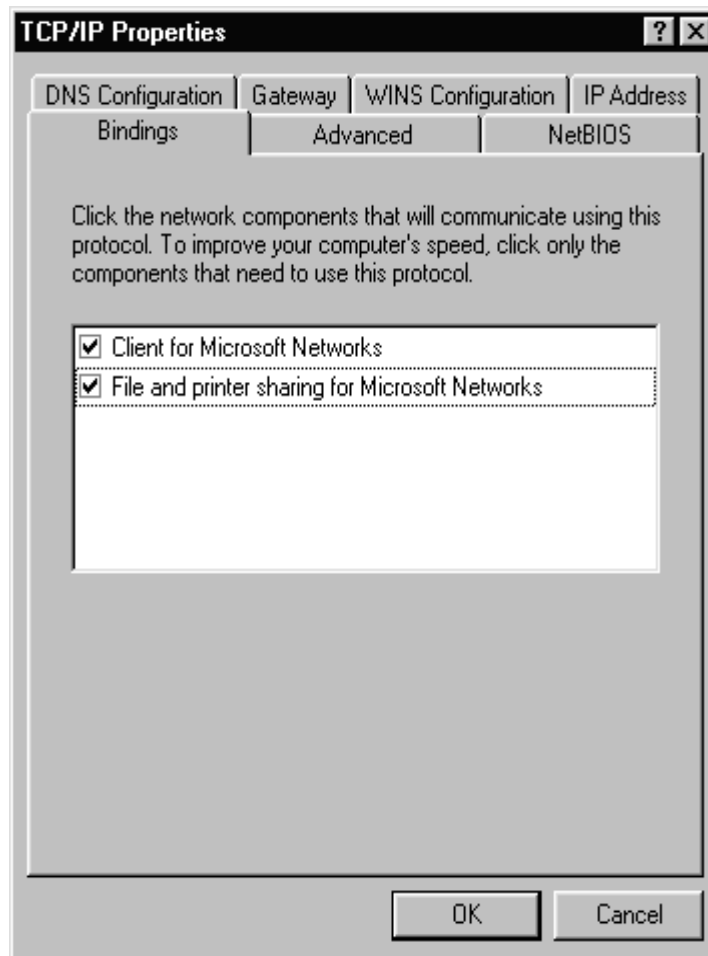 TCP/IP Properties
DNS Configuration Gateway WINS Configuration IP Address
Bindings Advanced NetBIOS
Click the network components that will communicate using this
protocol. To improve your computer's speed, click only the
components that need to use this protocol.
Client for Microsoft Networks
File and printer sharing for Microsoft Networks
OK Cancel